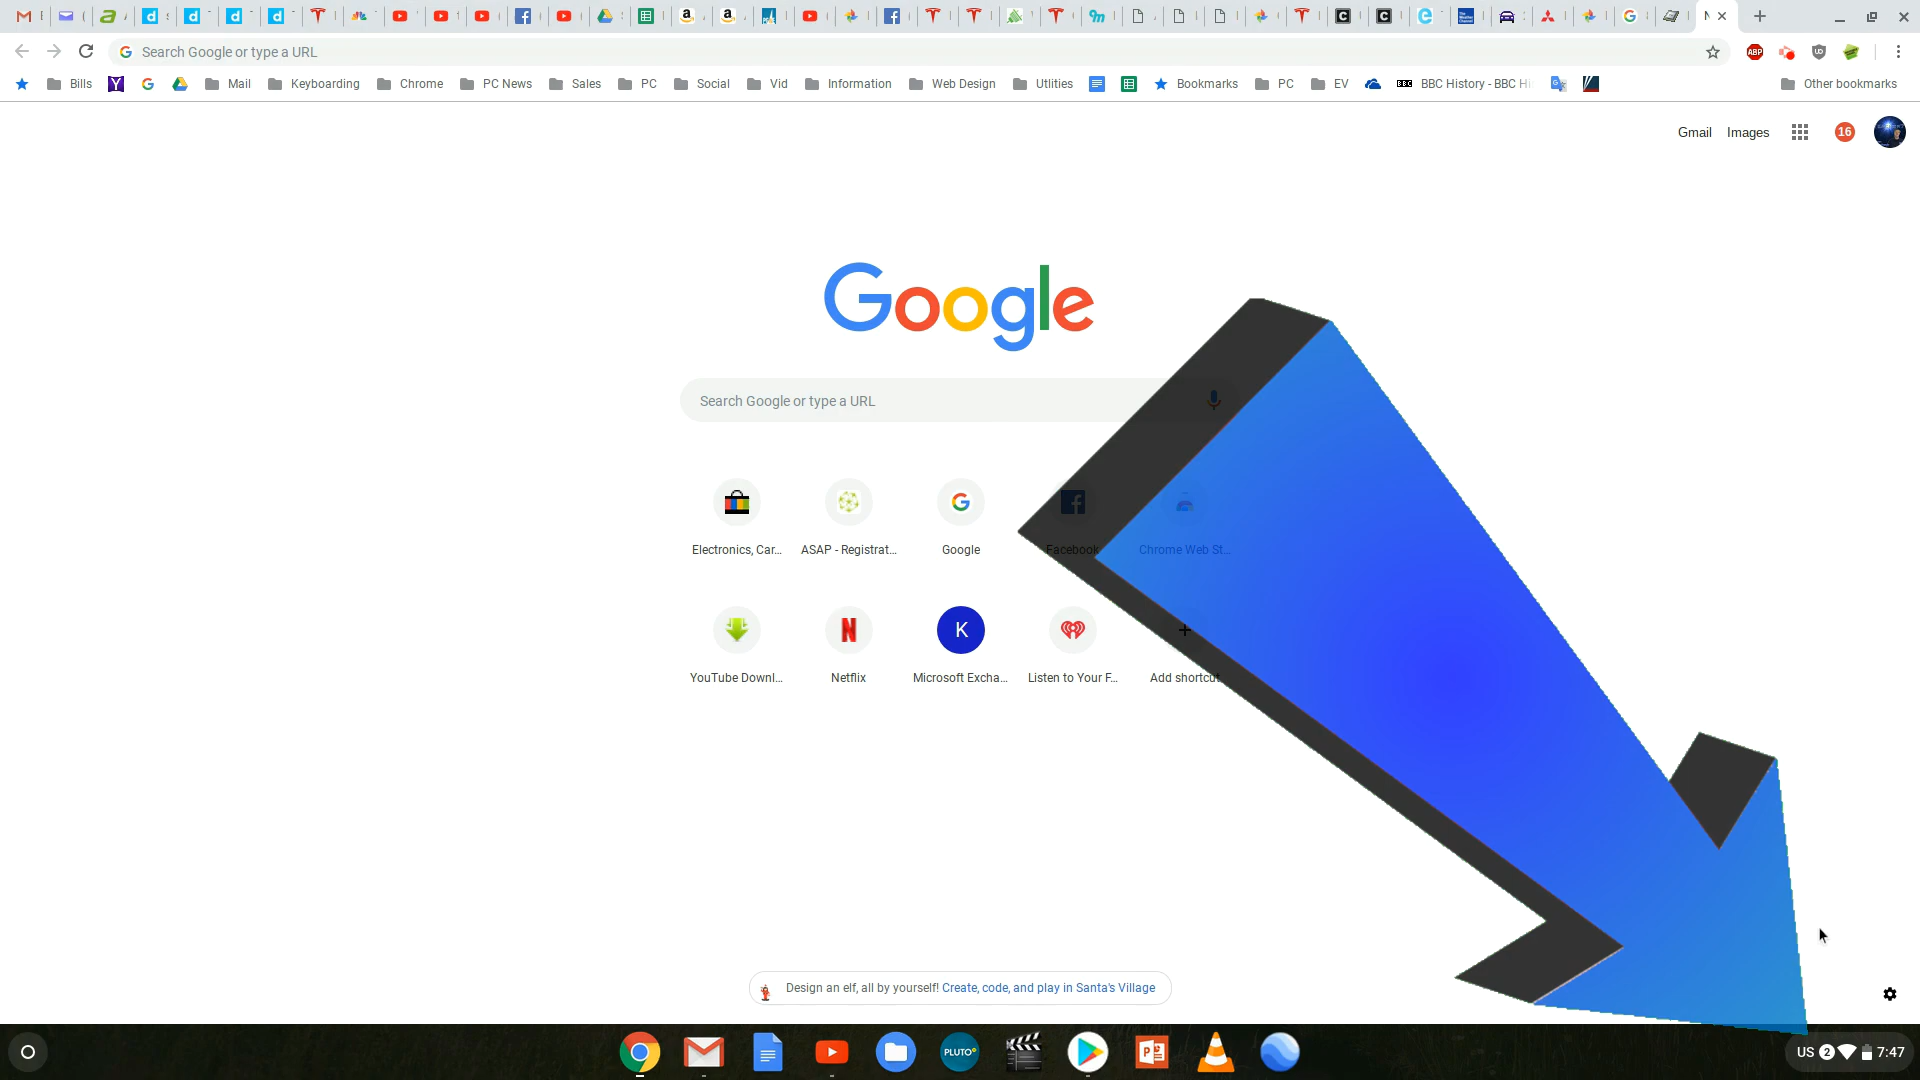 Search Google or type a URL
Bills
Mail
Keyboarding
Chrome
PC News
Sales
PC
Social
Vid
Information
Web Design
Utlities
Bookmarks
PC
EV
BBC
BBC History - BBC Hi
Other bookmarks
ABP
Gmail
Images
16
Google
Search Google or type a URL
Electronics, Car...
ASAP - Registrat...
Google
Facebook
Chrome Web St...
K
YouTube Downl...
Netflix
Microsoft Excha...
Listen to Your F...
Add shortcut
Design an elf, all by yourself! Create, code, and play in Santa's Village
PLUTO
US
2
7:47